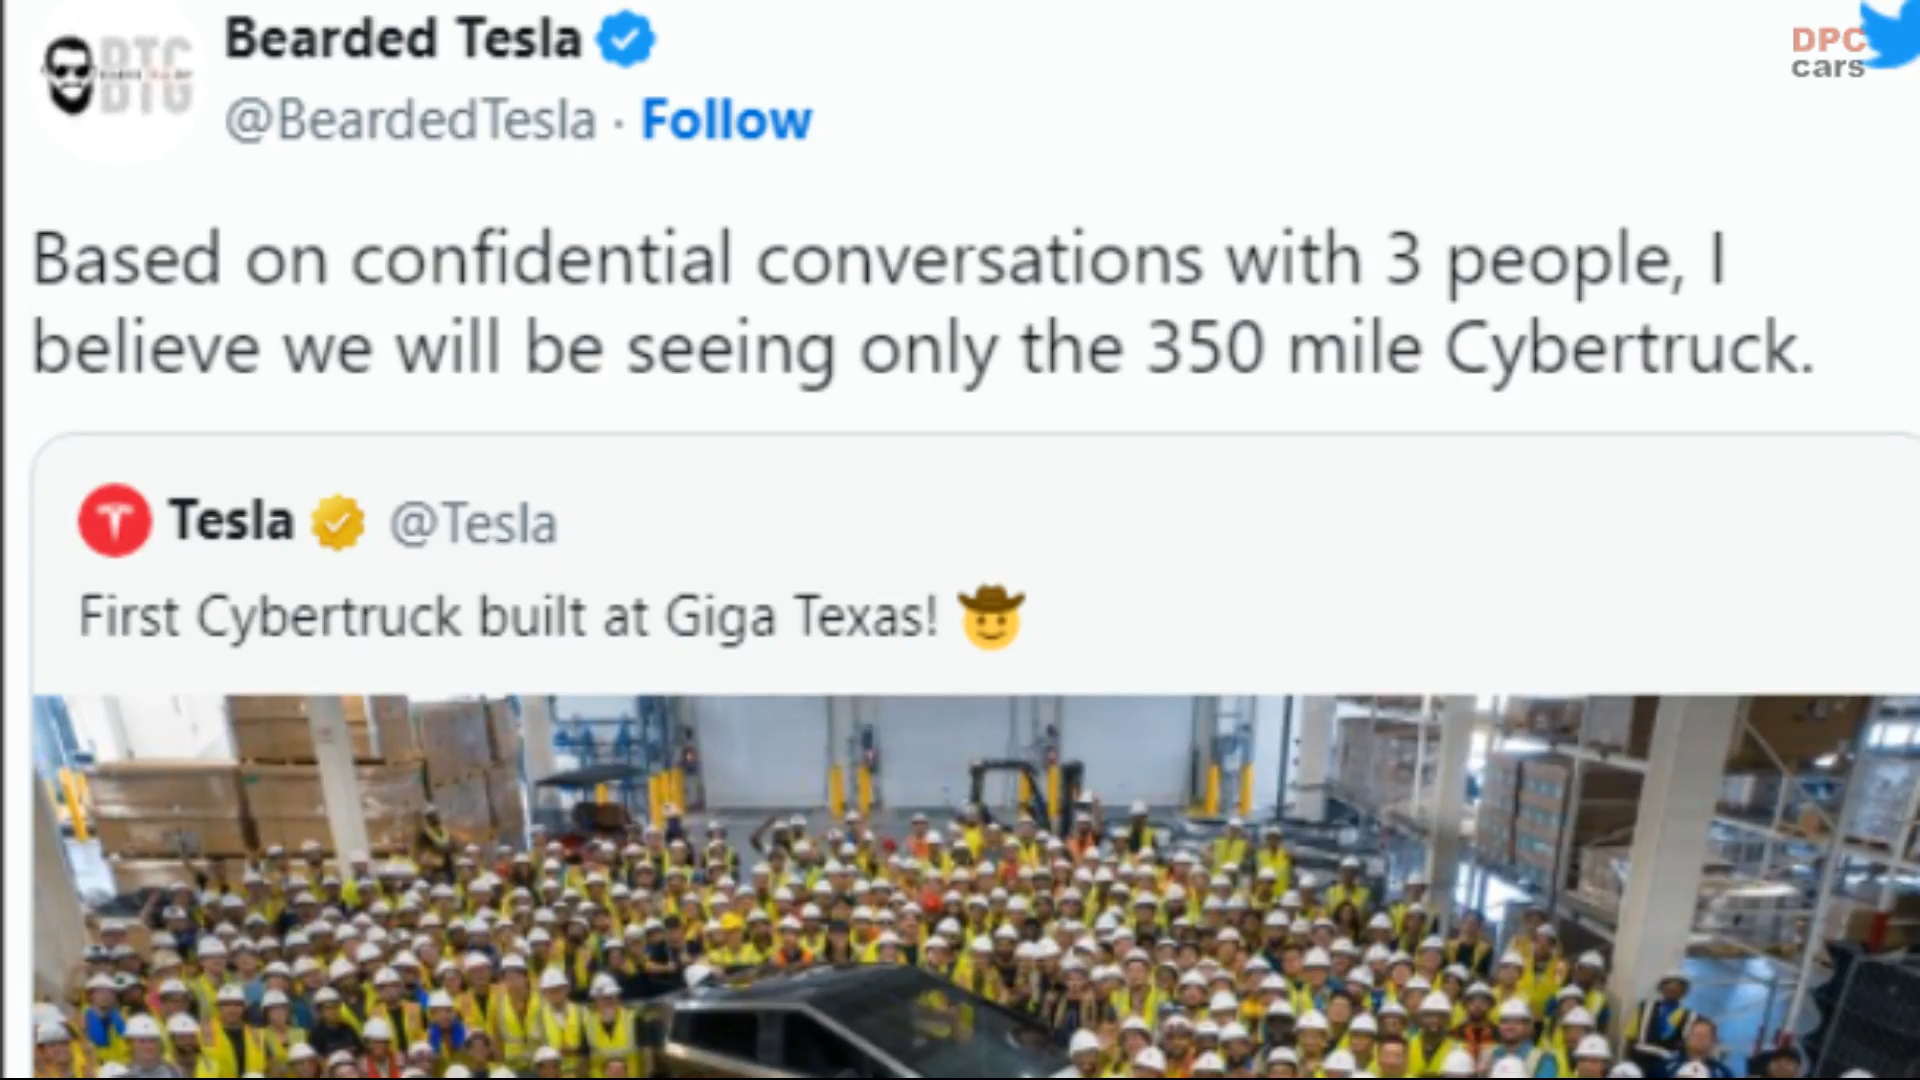 Bearded Tesla
DPC
cars
@BeardedTesla · Follow
Based on confidential conversations with 3 people, I
believe we will be seeing only the 350 mile Cybertruck.
Tesla @Tesla
First Cybertruck built at Giga Texas! 🤠